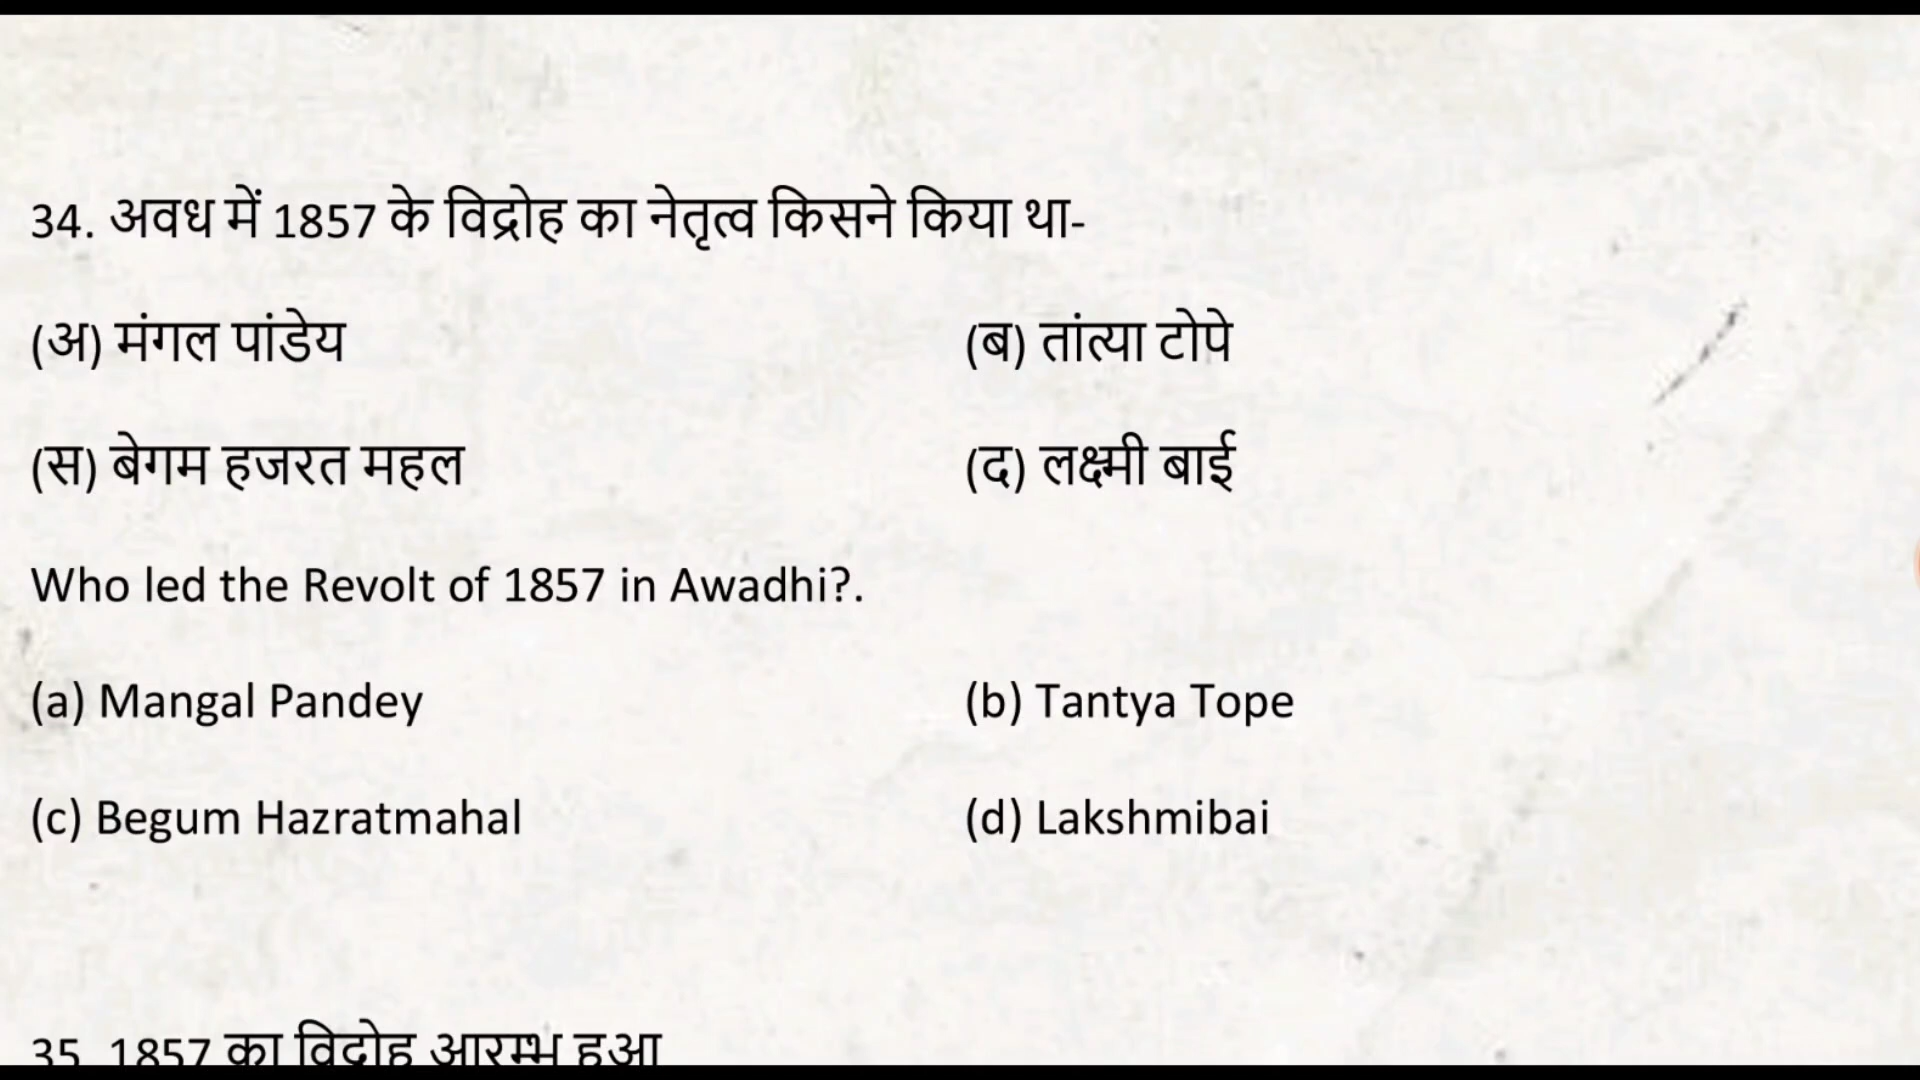 34. अवध में 1857 के विद्रोह का नेतृत्व किसने किया था-
(अ) मंगल पांडेय (ब) तांत्या टोपे
(स) बेगम हजरत महल (द) लक्ष्मी बाई
Who led the Revolt of 1857 in Awadhi?.
(a) Mangal Pandey (b) Tantya Tope
(c) Begum Hazratmahal (d) Lakshmibai
35. 1857 का विद्रोह आरम्भ हुआ